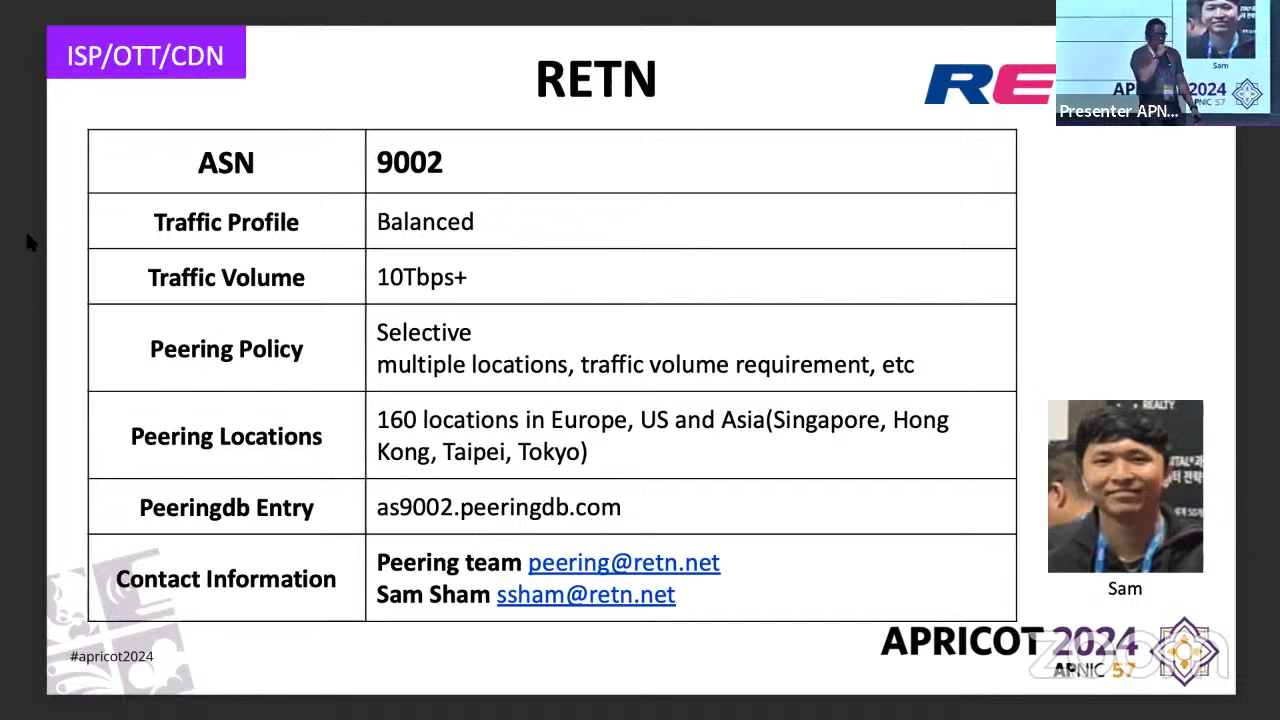 ISP/OTT/CDN
RETN
RE
Sam
2024
Presenter APN...
ASN
9002
Traffic Profile
Balanced
Traffic Volume
10Tbps+
Peering Policy
Selective
multiple locations, traffic volume requirement, etc
Peering Locations
160 locations in Europe, US and Asia(Singapore, Hong
Kong, Taipei, Tokyo)
Peeringdb Entry
as9002.peeringdb.com
Contact Information
Peering team peering@retn.net
Sam Sham ssham@retn.net
REALTY
Sam
#apricot2024
APRICOT 2024
APNIC 57
zoom